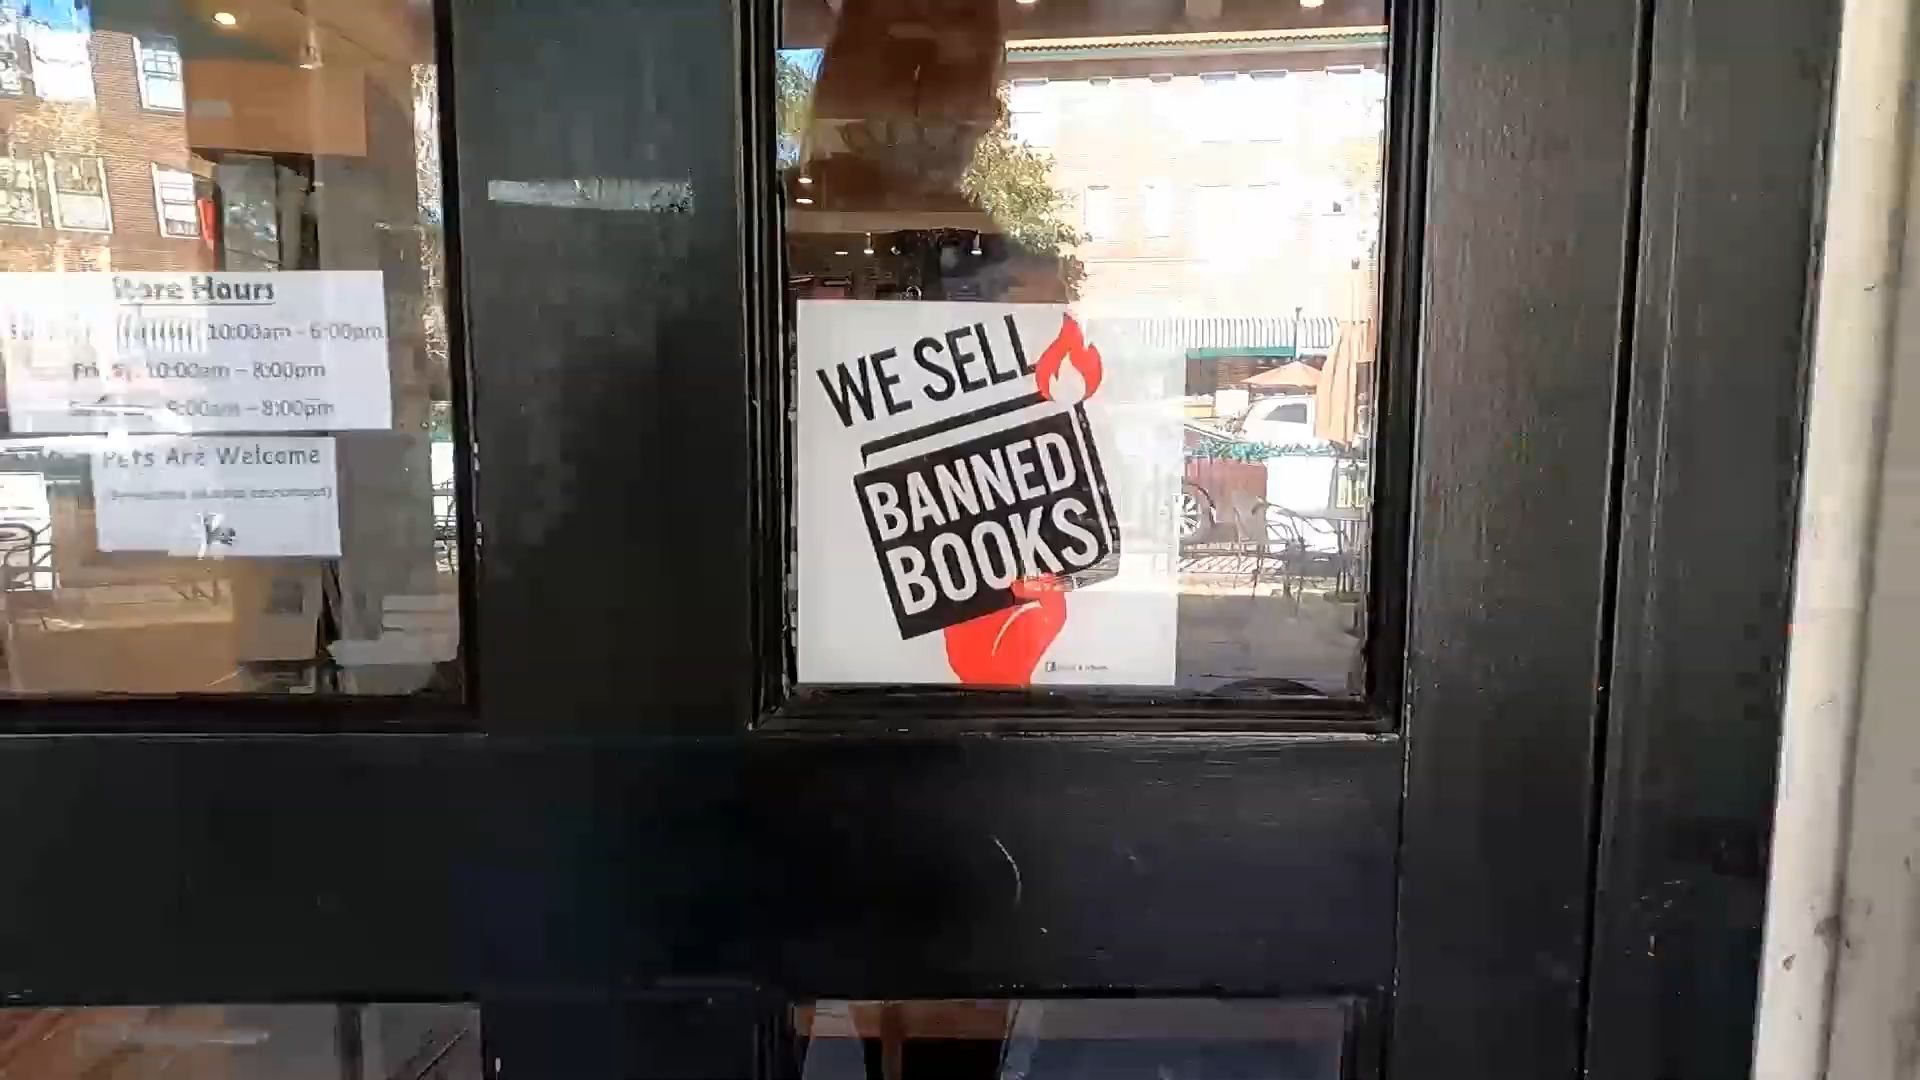 Store Hours
10:00am - 6:00pm
Fri. 10:00am - 8:00pm
9:00am - 8:00pm
Pets Are Welcome
WE SELL
BANNED
BOOKS